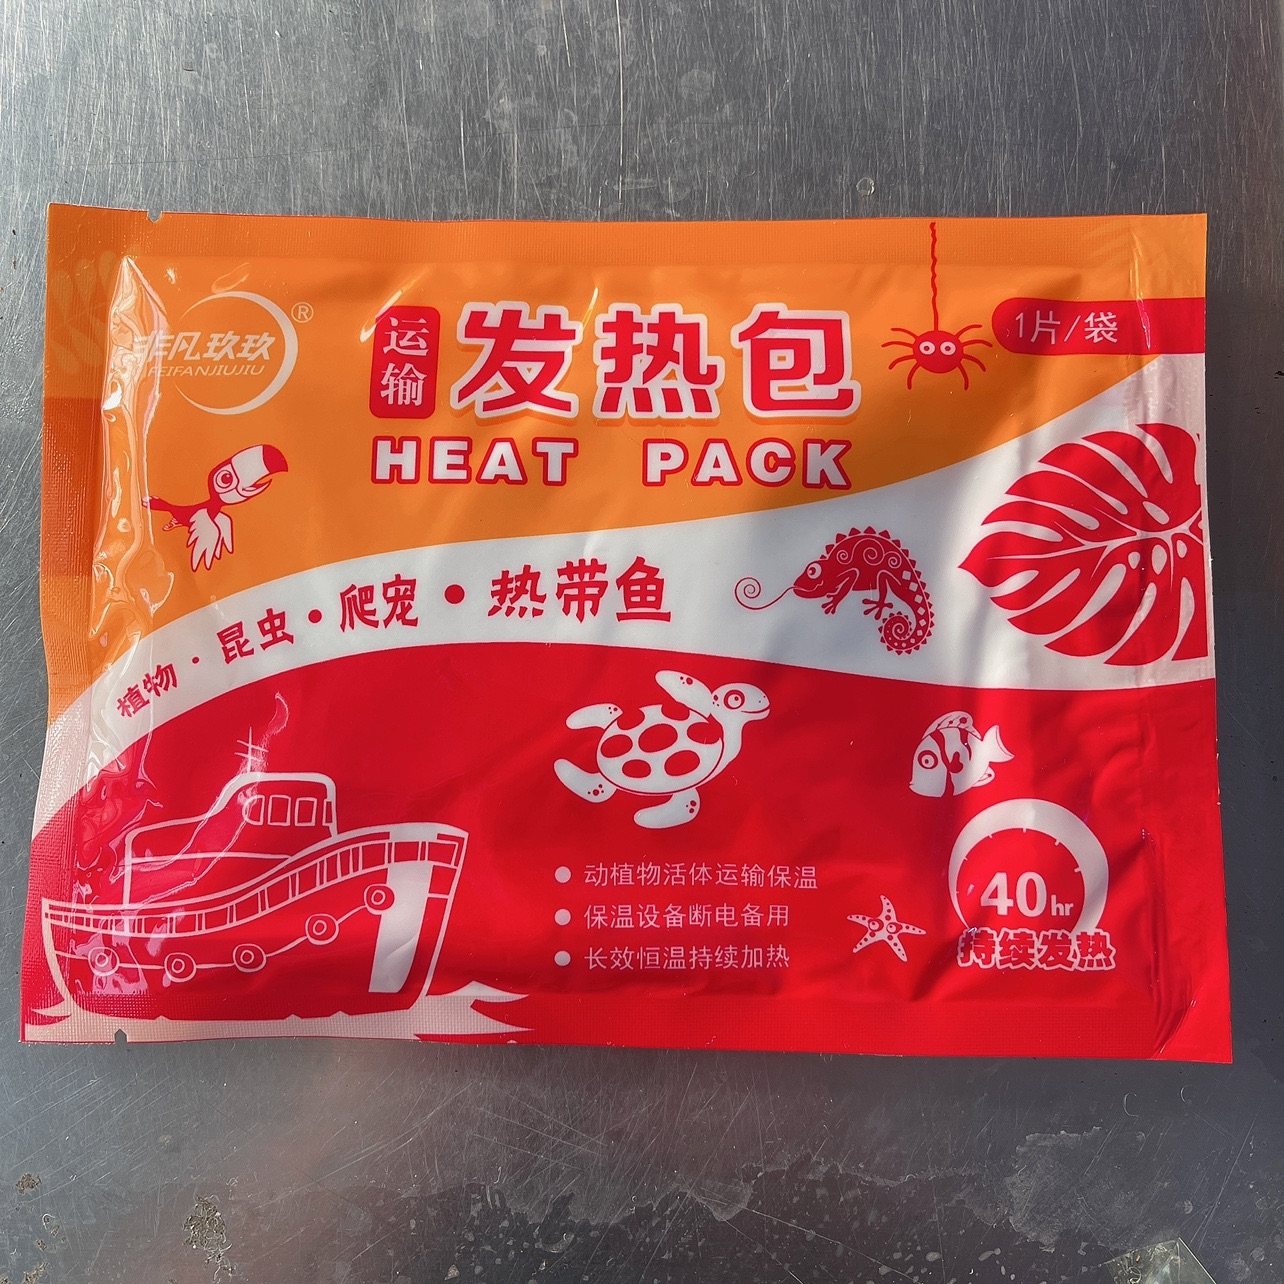 非凡玖玖®
FEIFANJIUJIU
运输
发热包
HEAT PACK
1片/袋
植物·昆虫·爬宠·热带鱼
动植物活体运输保温
保温设备断电备用
长效恒温持续加热
40hr
持续发热